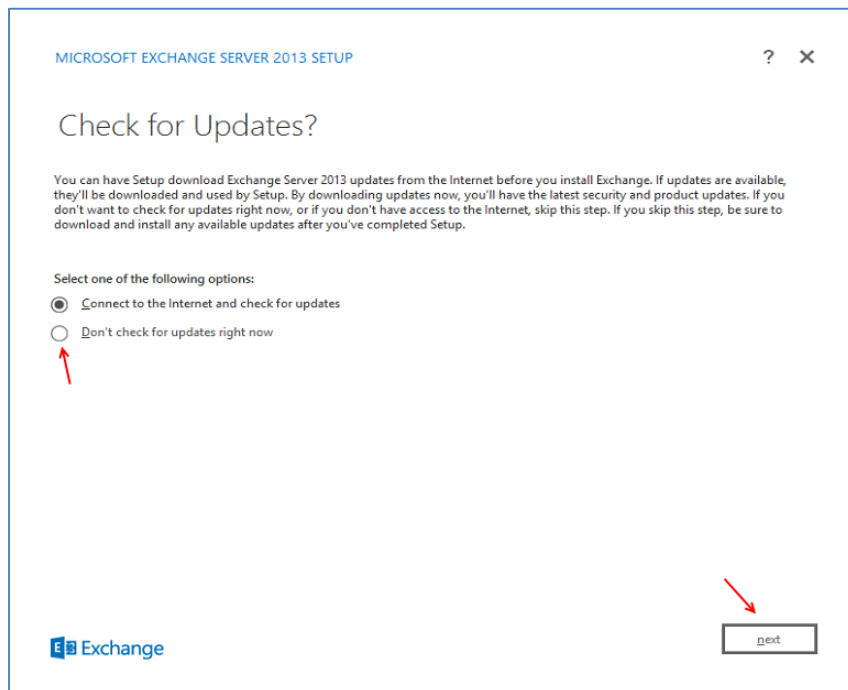 MICROSOFT EXCHANGE SERVER 2013 SETUP
?
Check for Updates?
You can have Setup download Exchange Server 2013 updates from the Internet before you install Exchange. If updates are available,
they'll be downloaded and used by Setup. By downloading updates now, you'll have the latest security and product updates. If you
don't want to check for updates right now, or if you don't have access to the Internet, skip this step. If you skip this step, be sure to
download and install any available updates after you've completed Setup.
Select one of the following options:
Connect to the Internet and check for updates
Don't check for updates right now
E Exchange
next